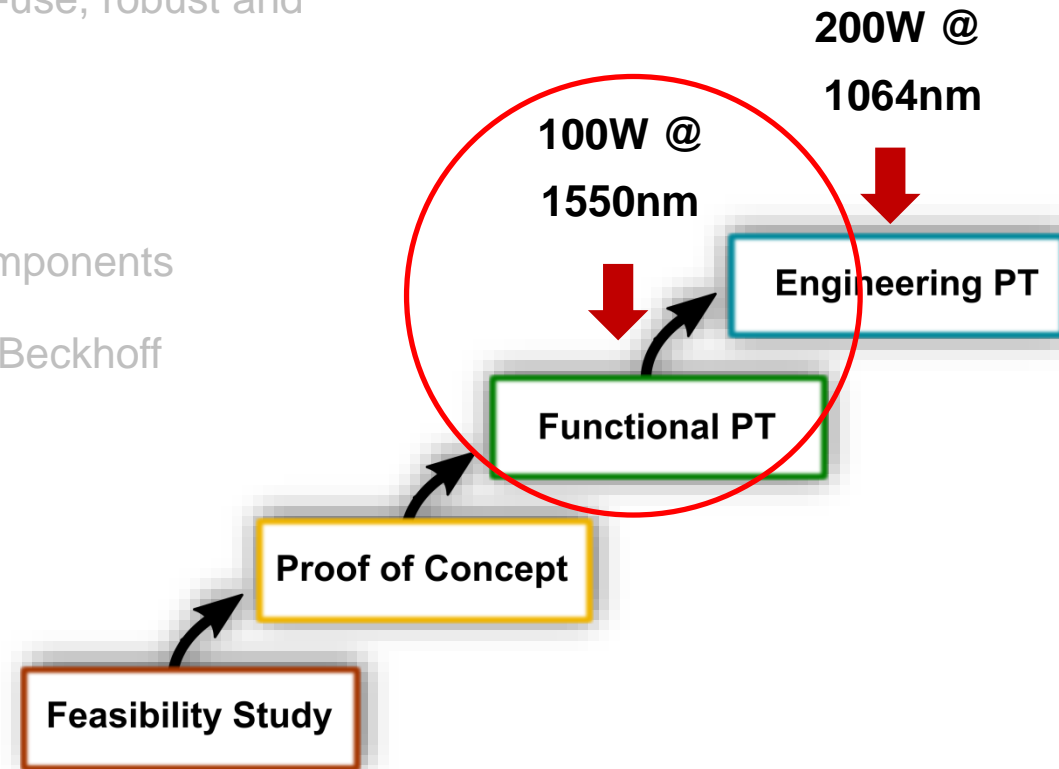 -use, robust and
mponents
Beckhoff
200W @
1064nm
100W @
1550nm
Engineering PT
Functional PT
Proof of Concept
Feasibility Study